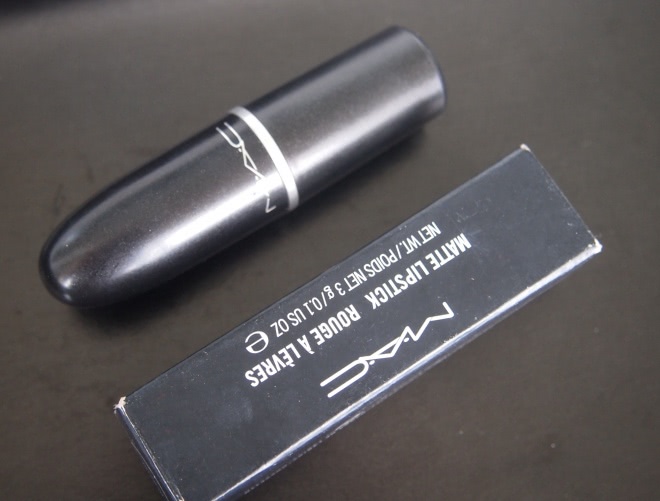 M·A·C
M·A·C
MATTE LIPSTICK ROUGE À LÈVRES
NET WT./POIDS NET 3 g/0.1 US OZ ℮